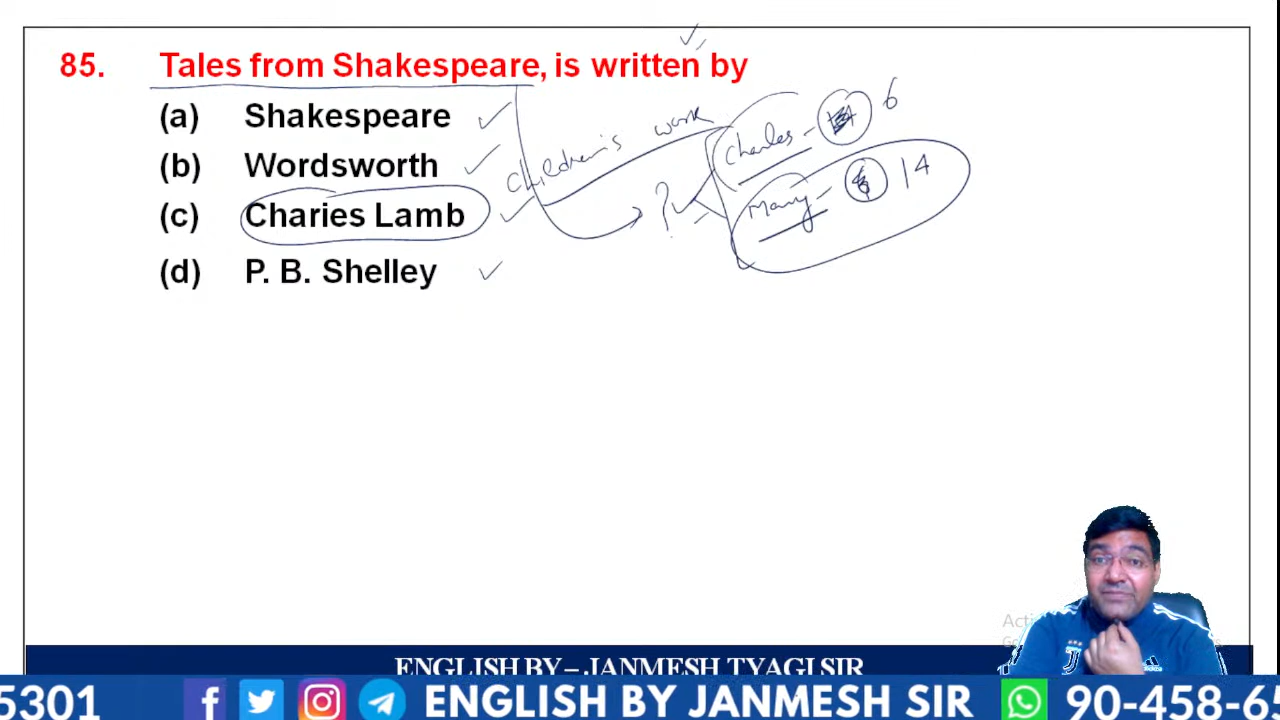 85. Tales from Shakespeare, is written by
(a) Shakespeare
(b) Wordsworth
(c) Charies Lamb
(d) P. B. Shelley
children's work
?
Charles - 6
Mary - 14
Acti
ENGLISH BY – JANMESH TYAGI SIR
5301 ENGLISH BY JANMESH SIR 90-458-65